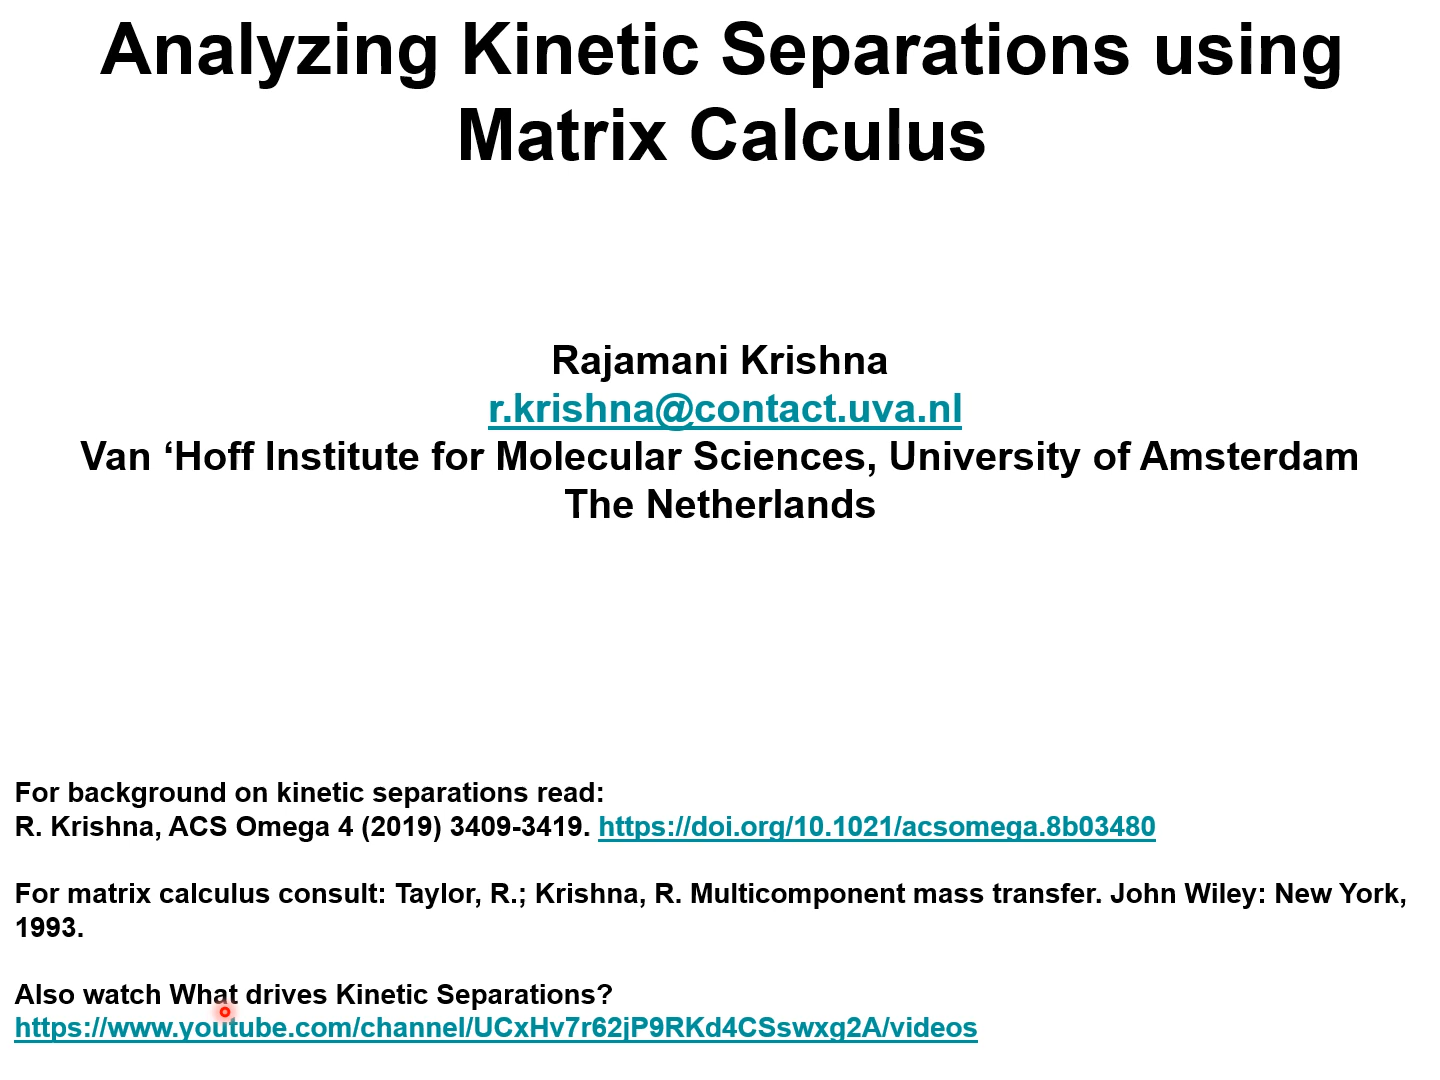 Analyzing Kinetic Separations using
Matrix Calculus
Rajamani Krishna
r.krishna@contact.uva.nl
Van ‘Hoff Institute for Molecular Sciences, University of Amsterdam
The Netherlands
For background on kinetic separations read:
R. Krishna, ACS Omega 4 (2019) 3409-3419. https://doi.org/10.1021/acsomega.8b03480
For matrix calculus consult: Taylor, R.; Krishna, R. Multicomponent mass transfer. John Wiley: New York,
1993.
Also watch What drives Kinetic Separations?
https://www.youtube.com/channel/UCxHv7r62jP9RKd4CSswxg2A/videos